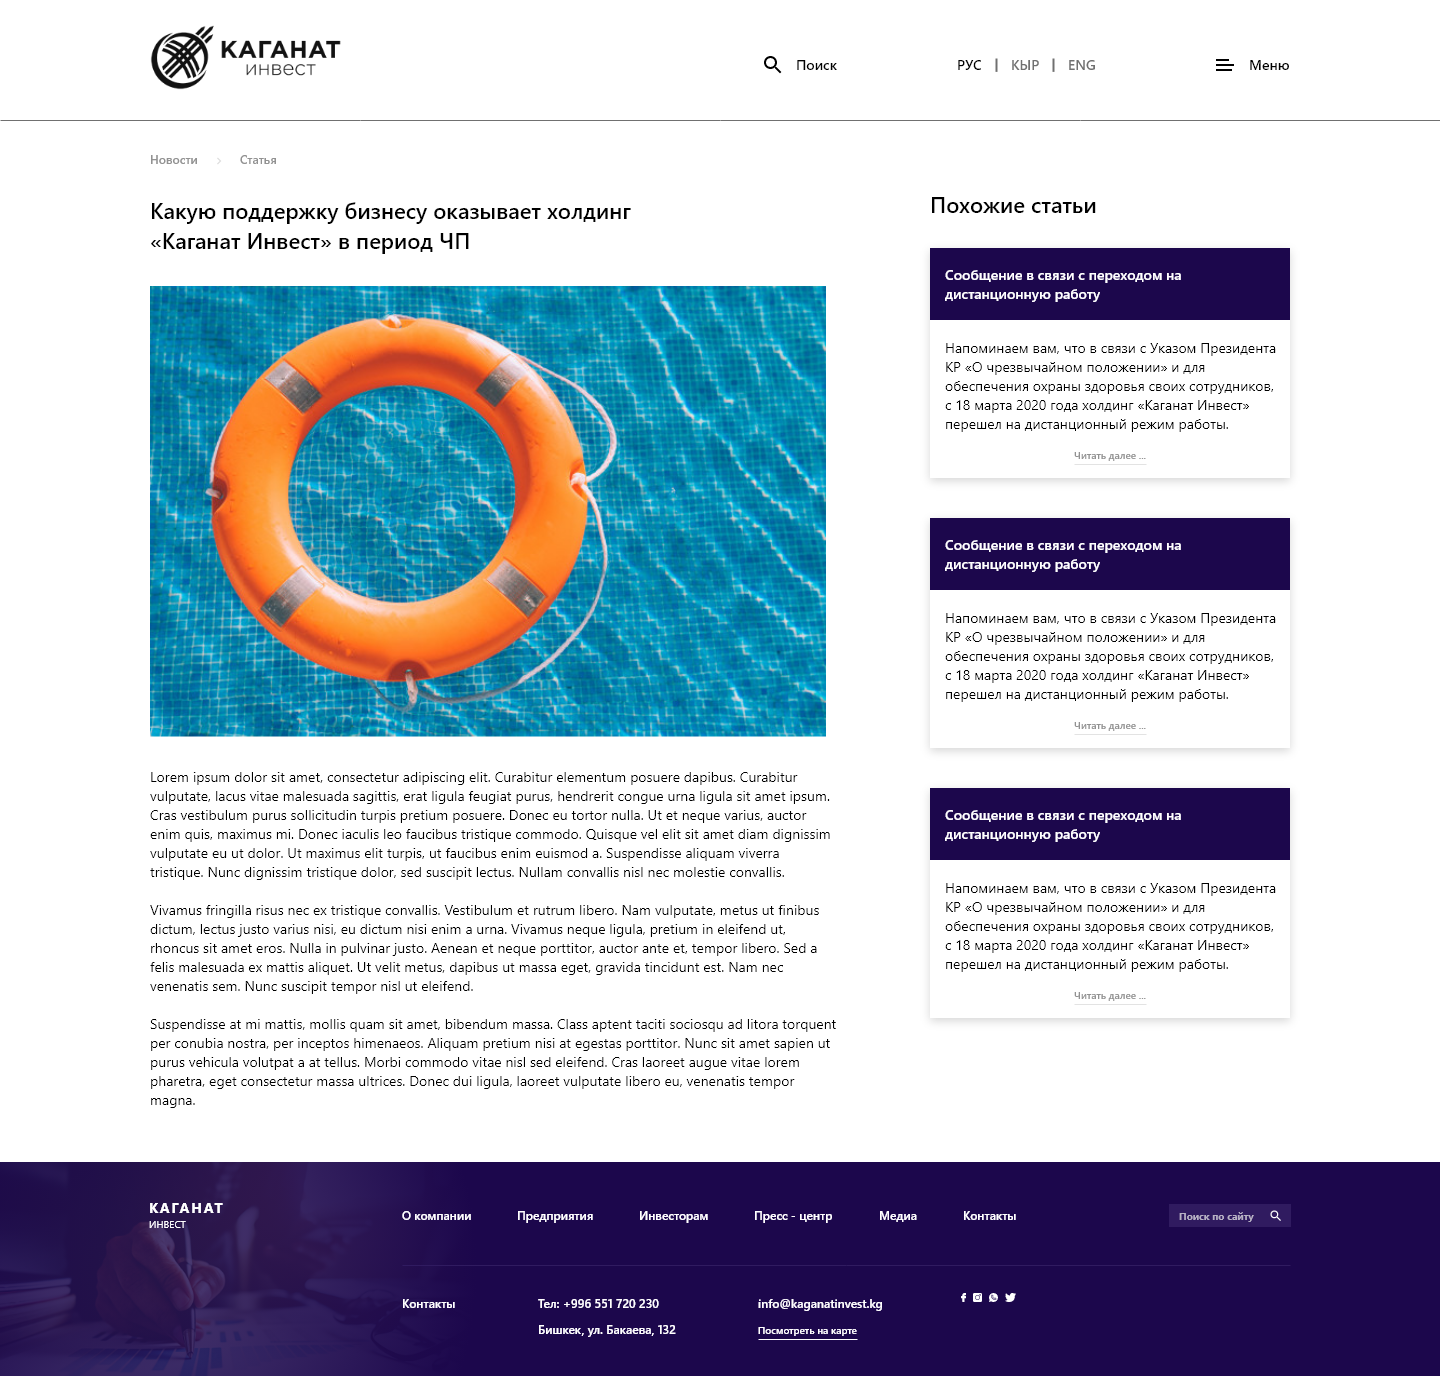 КАГАНАТ
ИНВЕСТ
Поиск
РУС | КЫР | ENG
Меню
Новости > Статья
Какую поддержку бизнесу оказывает холдинг
«Каганат Инвест» в период ЧП
Lorem ipsum dolor sit amet, consectetur adipiscing elit. Curabitur elementum posuere dapibus. Curabitur
vulputate, lacus vitae malesuada sagittis, erat ligula feugiat purus, hendrerit congue urna ligula sit amet ipsum.
Cras vestibulum purus sollicitudin turpis pretium posuere. Donec eu tortor nulla. Ut et neque varius, auctor
enim quis, maximus mi. Donec iaculis leo faucibus tristique commodo. Quisque vel elit sit amet diam dignissim
vulputate eu ut dolor. Ut maximus elit turpis, ut faucibus enim euismod a. Suspendisse aliquam viverra
tristique. Nunc dignissim tristique dolor, sed suscipit lectus. Nullam convallis nisl nec molestie convallis.
Vivamus fringilla risus nec ex tristique convallis. Vestibulum et rutrum libero. Nam vulputate, metus ut finibus
dictum, lectus justo varius nisi, eu dictum nisi enim a urna. Vivamus neque ligula, pretium in eleifend ut,
rhoncus sit amet eros. Nulla in pulvinar justo. Aenean et neque porttitor, auctor ante et, tempor libero. Sed a
felis malesuada ex mattis aliquet. Ut velit metus, dapibus ut massa eget, gravida tincidunt est. Nam nec
venenatis sem. Nunc suscipit tempor nisl ut eleifend.
Suspendisse at mi mattis, mollis quam sit amet, bibendum massa. Class aptent taciti sociosqu ad litora torquent
per conubia nostra, per inceptos himenaeos. Aliquam pretium nisi at egestas porttitor. Nunc sit amet sapien ut
purus vehicula volutpat a at tellus. Morbi commodo vitae nisl sed eleifend. Cras laoreet augue vitae lorem
pharetra, eget consectetur massa ultrices. Donec dui ligula, laoreet vulputate libero eu, venenatis tempor
magna.
Похожие статьи
Сообщение в связи с переходом на
дистанционную работу
Напоминаем вам, что в связи с Указом Президента
КР «О чрезвычайном положении» и для
обеспечения охраны здоровья своих сотрудников,
с 18 марта 2020 года холдинг «Каганат Инвест»
перешел на дистанционный режим работы.
Читать далее ...
Сообщение в связи с переходом на
дистанционную работу
Напоминаем вам, что в связи с Указом Президента
КР «О чрезвычайном положении» и для
обеспечения охраны здоровья своих сотрудников,
с 18 марта 2020 года холдинг «Каганат Инвест»
перешел на дистанционный режим работы.
Читать далее ...
Сообщение в связи с переходом на
дистанционную работу
Напоминаем вам, что в связи с Указом Президента
КР «О чрезвычайном положении» и для
обеспечения охраны здоровья своих сотрудников,
с 18 марта 2020 года холдинг «Каганат Инвест»
перешел на дистанционный режим работы.
Читать далее ...
КАГАНАТ
ИНВЕСТ
О компании Предприятия Инвесторам Пресс - центр Медиа Контакты
Поиск по сайту
Контакты
Тел: +996 551 720 230
Бишкек, ул. Бакаева, 132
info@kaganatinvest.kg
Посмотреть на карте